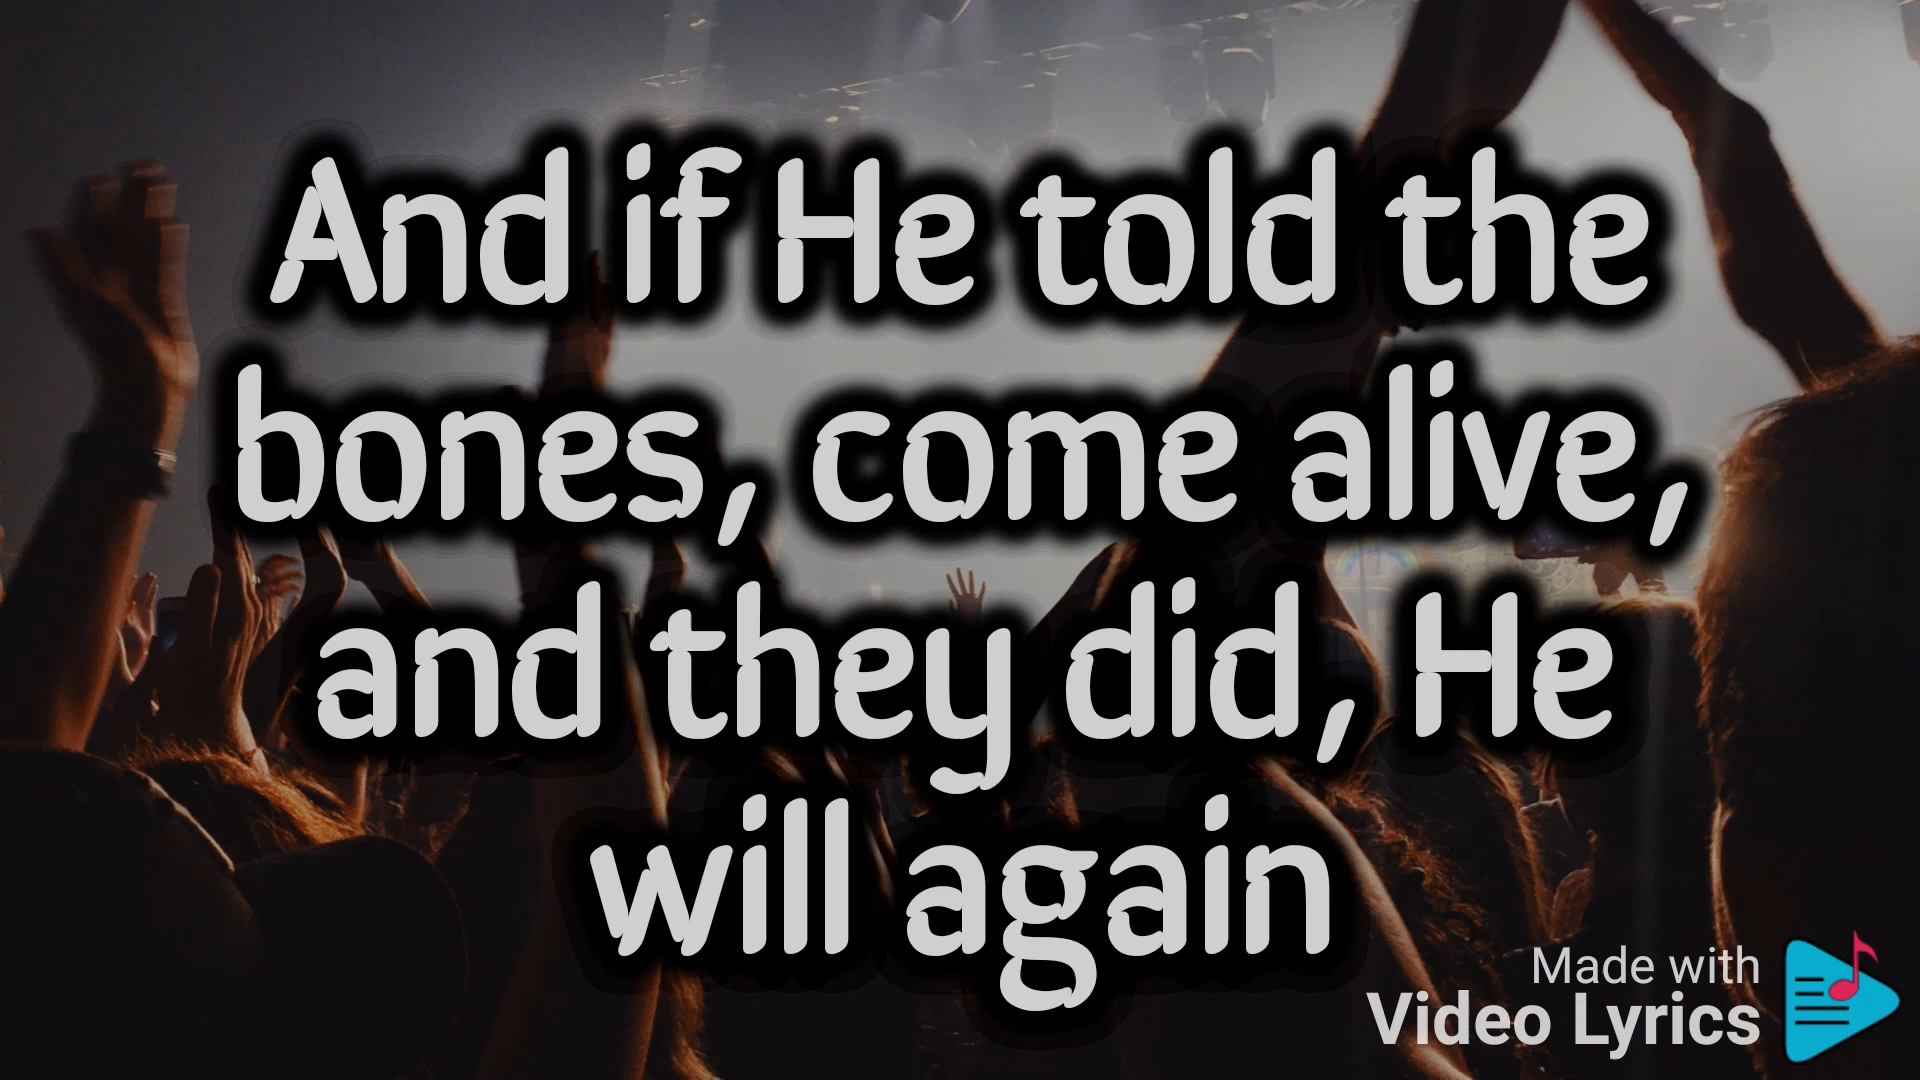 And if He told the
bones, come alive,
and they did, He
will again
Made with
Video Lyrics